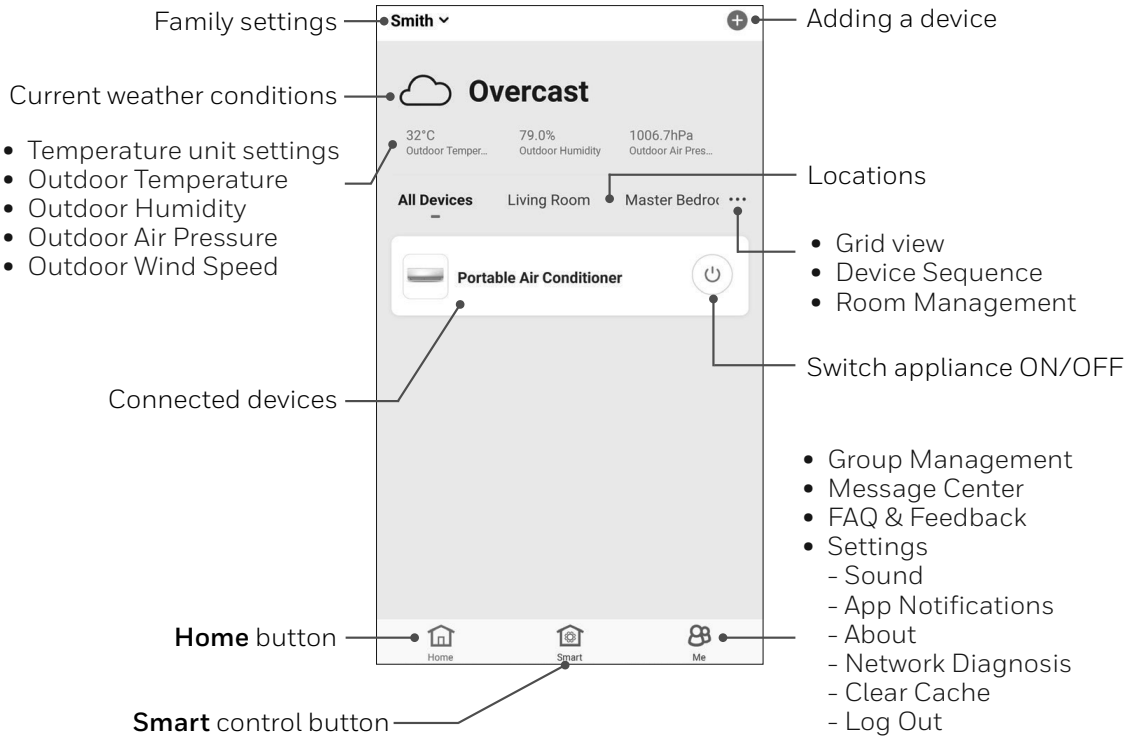 Family settings
Smith
Adding a device
Current weather conditions
Overcast
• Temperature unit settings
• Outdoor Temperature
• Outdoor Humidity
• Outdoor Air Pressure
• Outdoor Wind Speed
32°C
Outdoor Temper...
79.0%
Outdoor Humidity
1006.7hPa
Outdoor Air Pres...
Locations
All Devices
Living Room
Master Bedroo
• Grid view
• Device Sequence
• Room Management
Portable Air Conditioner
Switch appliance ON/OFF
Connected devices
• Group Management
• Message Center
• FAQ & Feedback
• Settings
- Sound
- App Notifications
- About
- Network Diagnosis
- Clear Cache
- Log Out
Home button
Home
Smart
Me
Smart control button